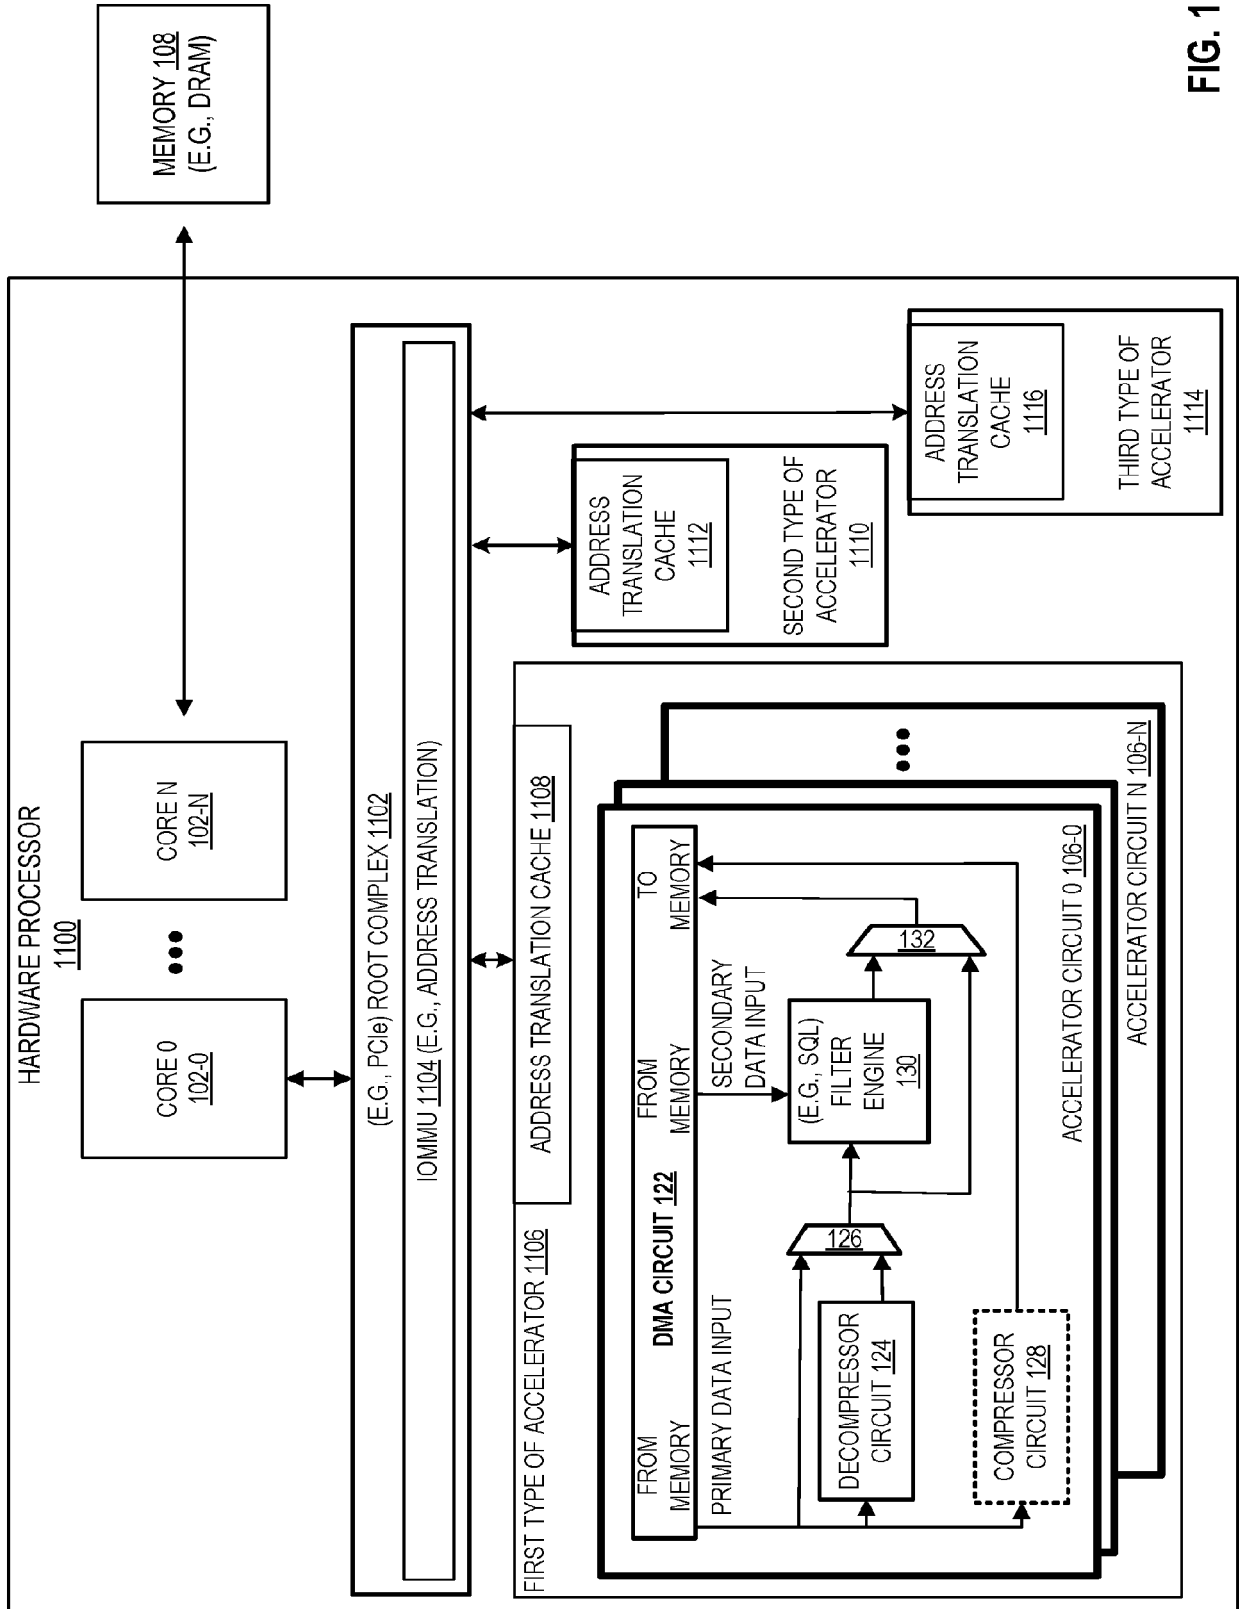 HARDWARE PROCESSOR
1100
CORE 0
102-0
CORE N
102-N
MEMORY 108
(E.G., DRAM)
(E.G., PCIe) ROOT COMPLEX 1102
IOMMU 1104 (E.G., ADDRESS TRANSLATION)
FIRST TYPE OF ACCELERATOR 1106
ADDRESS TRANSLATION CACHE 1108
FROM
MEMORY
DMA CIRCUIT 122
FROM
MEMORY
TO
MEMORY
PRIMARY DATA INPUT
SECONDARY
DATA INPUT
DECOMPRESSOR
CIRCUIT 124
126
(E.G., SQL)
FILTER
ENGINE
130
132
COMPRESSOR
CIRCUIT 128
ACCELERATOR CIRCUIT 0 106-0
ACCELERATOR CIRCUIT N 106-N
ADDRESS
TRANSLATION
CACHE
1112
SECOND TYPE OF
ACCELERATOR
1110
ADDRESS
TRANSLATION
CACHE
1116
THIRD TYPE OF
ACCELERATOR
1114
FIG. 1